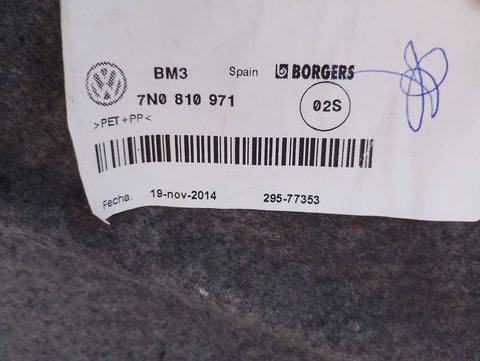 BM3 Spain BORGERS
7N0 810 971 02S
>PET+PP<
Fecha. 19-nov-2014 295-77353